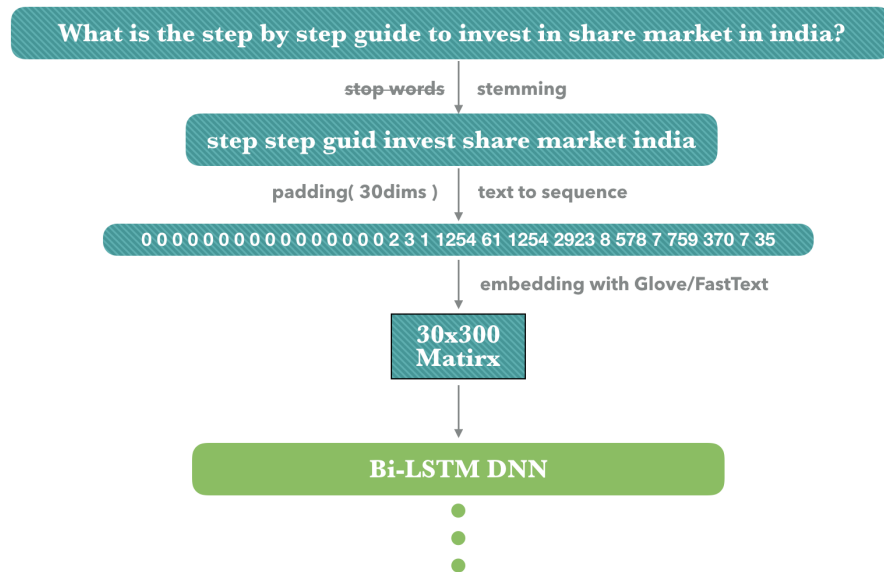 What is the step by step guide to invest in share market in india?
stop words stemming
step step guid invest share market india
padding( 30dims ) text to sequence
0 0 0 0 0 0 0 0 0 0 0 0 0 0 0 0 2 3 1 1254 61 1254 2923 8 578 7 759 370 7 35
embedding with Glove/FastText
30x300
Matirx
Bi-LSTM DNN